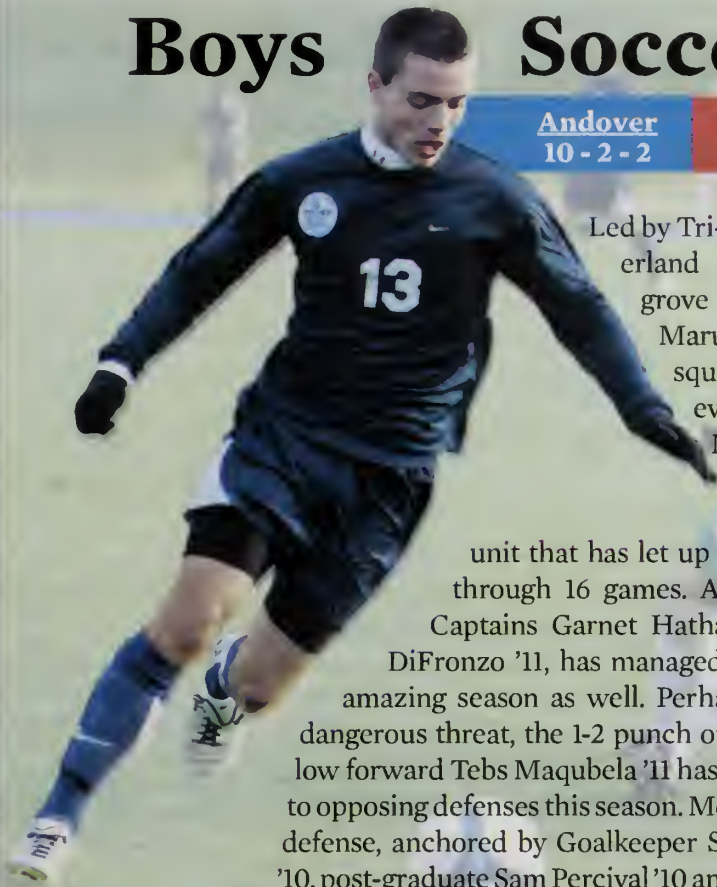 Boys Socce
Andover
10 - 2 - 2
13
Led by Tri-
erland
grove
Maru
squ
ev
unit that has let up
through 16 games. A
Captains Garnet Hatha
DiFronzo ’11, has managed
amazing season as well. Perha
dangerous threat, the 1-2 punch o
low forward Tebs Maqubela ’11 has
to opposing defenses this season. Mo
defense, anchored by Goalkeeper S
’10, post-graduate Sam Percival ’10 an